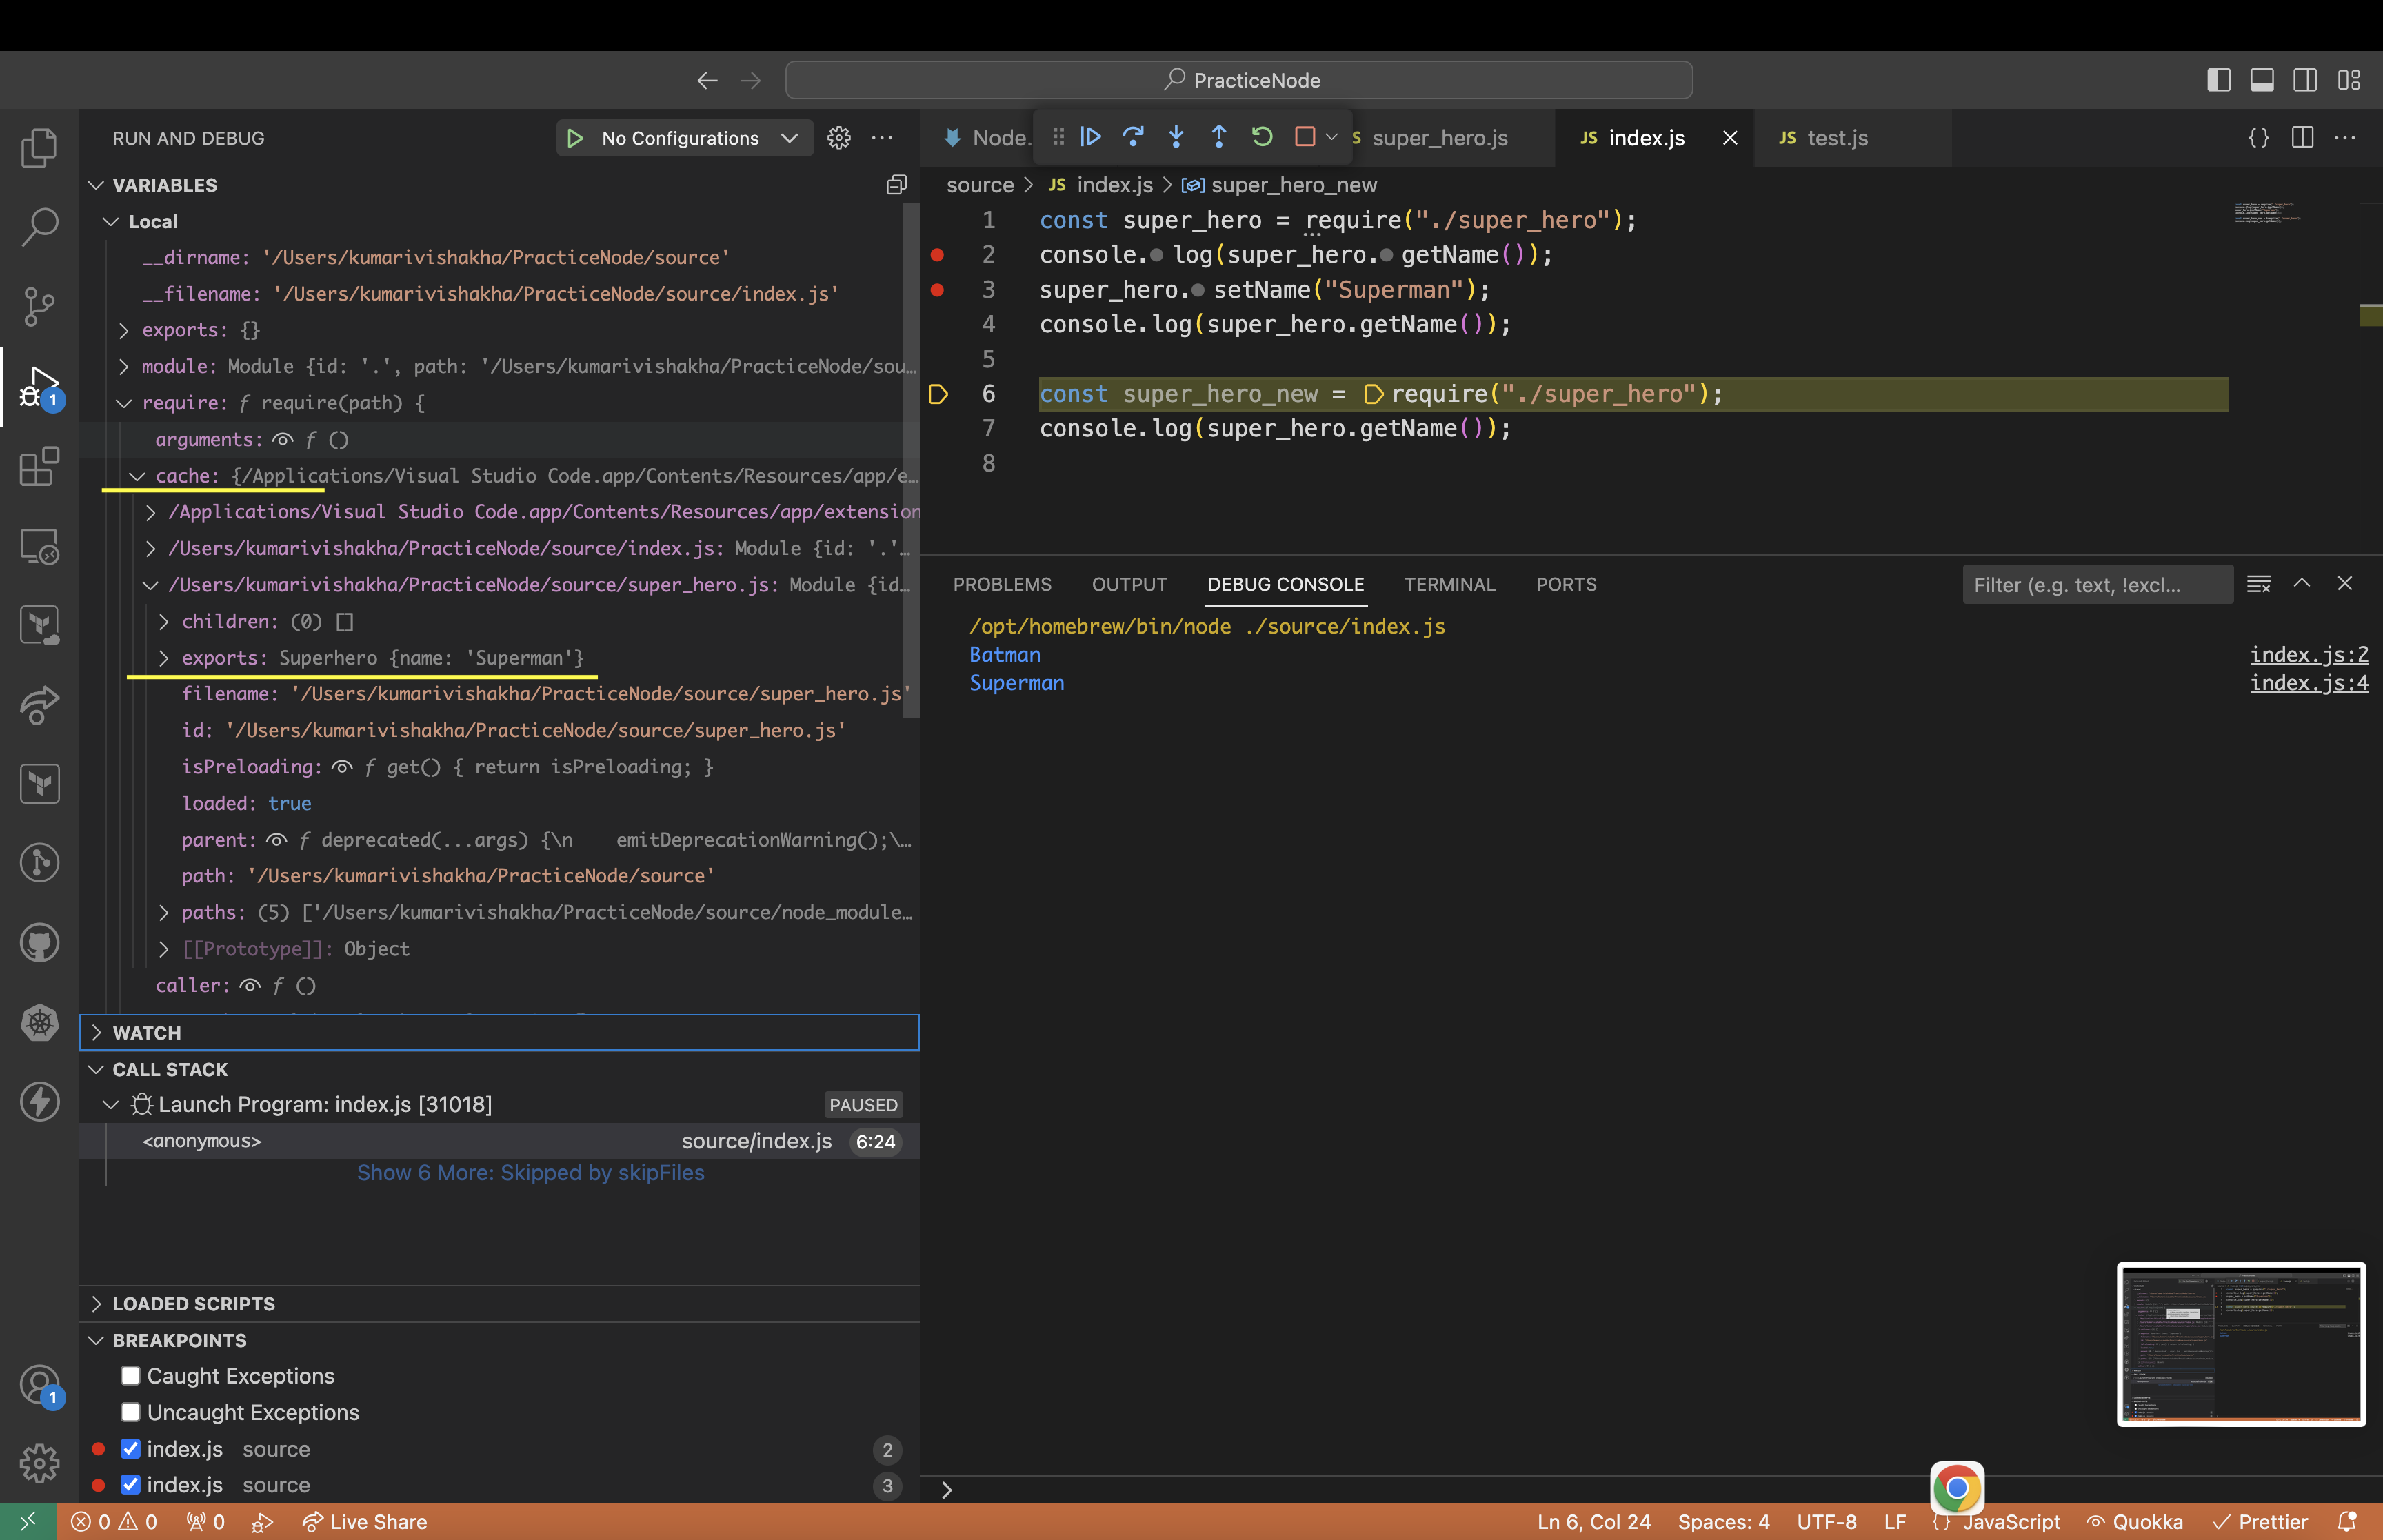 PracticeNode
RUN AND DEBUG
No Configurations
VARIABLES
Local
__dirname: '/Users/kumarivishakha/PracticeNode/source'
__filename: '/Users/kumarivishakha/PracticeNode/source/index.js'
exports: {}
module: Module {id: '.', path: '/Users/kumarivishakha/PracticeNode/sou…
require: ƒ require(path) {
arguments: ƒ ()
cache: {/Applications/Visual Studio Code.app/Contents/Resources/app/e…
/Applications/Visual Studio Code.app/Contents/Resources/app/extension
/Users/kumarivishakha/PracticeNode/source/index.js: Module {id: '.'…
/Users/kumarivishakha/PracticeNode/source/super_hero.js: Module {id…
children: (0) []
exports: Superhero {name: 'Superman'}
filename: '/Users/kumarivishakha/PracticeNode/source/super_hero.js'
id: '/Users/kumarivishakha/PracticeNode/source/super_hero.js'
isPreloading: ƒ get() { return isPreloading; }
loaded: true
parent: ƒ deprecated(...args) {\n    emitDeprecationWarning();\…
path: '/Users/kumarivishakha/PracticeNode/source'
paths: (5) ['/Users/kumarivishakha/PracticeNode/source/node_module…
[[Prototype]]: Object
caller: ƒ ()
WATCH
CALL STACK
Launch Program: index.js [31018] PAUSED
<anonymous> source/index.js 6:24
Show 6 More: Skipped by skipFiles
LOADED SCRIPTS
BREAKPOINTS
Caught Exceptions
Uncaught Exceptions
index.js source 2
index.js source 3
1
1
Node.
JS super_hero.js
JS index.js
JS test.js
source > JS index.js > super_hero_new
1 const super_hero = require("./super_hero");
2 console. log(super_hero. getName());
3 super_hero. setName("Superman");
4 console.log(super_hero.getName());
5
6 const super_hero_new = require("./super_hero");
7 console.log(super_hero.getName());
8
PROBLEMS OUTPUT DEBUG CONSOLE TERMINAL PORTS Filter (e.g. text, !excl...
/opt/homebrew/bin/node ./source/index.js
Batman index.js:2
Superman index.js:4
0 0 0 Live Share
Ln 6, Col 24 Spaces: 4 UTF-8 LF {} JavaScript Quokka Prettier